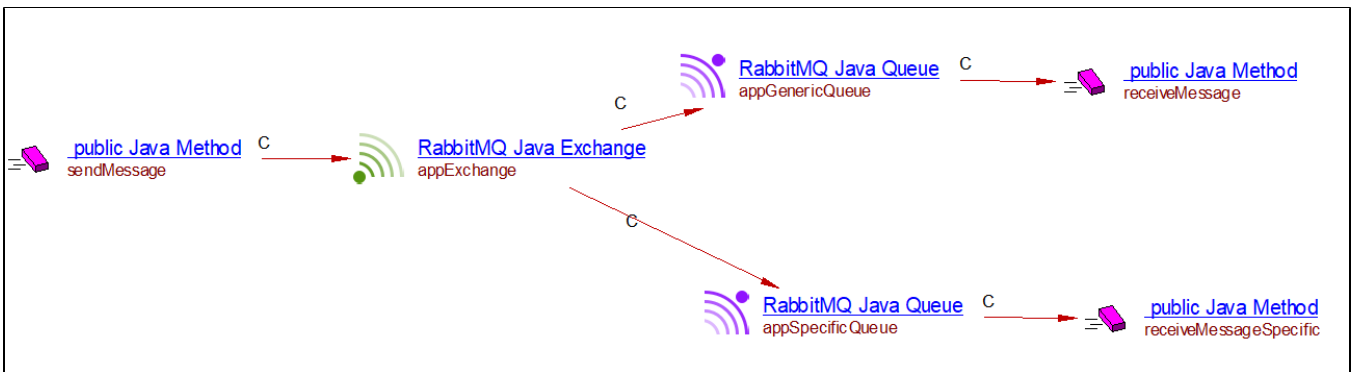 RabbitMQ Java Queue
appGenericQueue
C
public Java Method
receiveMessage
C
public Java Method
sendMessage
C
RabbitMQ Java Exchange
appExchange
C
RabbitMQ Java Queue
appSpecificQueue
C
public Java Method
receiveMessageSpecific